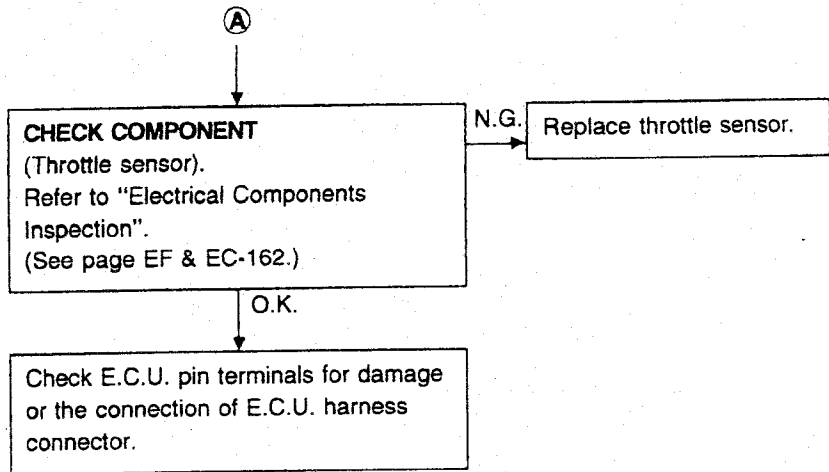 A
CHECK COMPONENT
(Throttle sensor).
Refer to "Electrical Components
Inspection".
(See page EF & EC-162.)
N.G.
Replace throttle sensor.
O.K.
Check E.C.U. pin terminals for damage
or the connection of E.C.U. harness
connector.